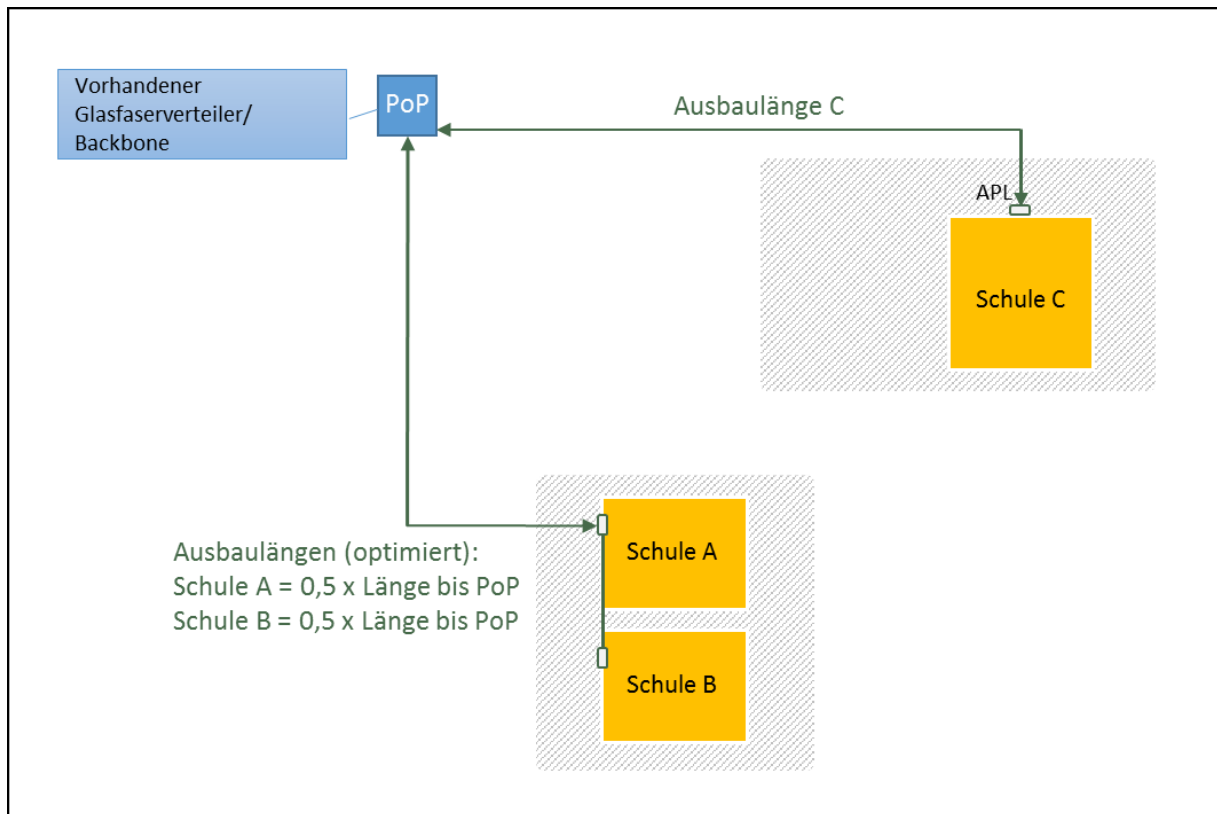 Vorhandener
Glasfaserverteiler/
Backbone
PoP
Ausbaulänge C
APL
Schule C
Ausbaulängen (optimiert):
Schule A = 0,5 x Länge bis PoP
Schule B = 0,5 x Länge bis PoP
Schule A
Schule B